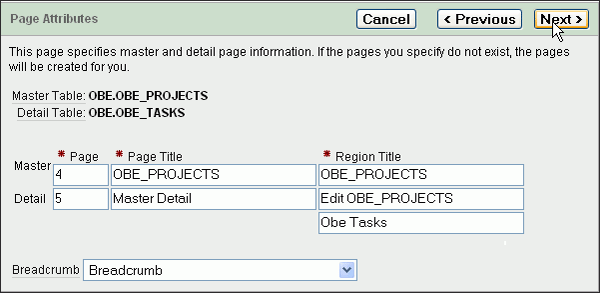 Page Attributes Cancel < Previous Next >
This page specifies master and detail page information. If the pages you specify do not exist, the pages
will be created for you.
Master Table: OBE.OBE_PROJECTS
Detail Table: OBE.OBE_TASKS
* Page * Page Title * Region Title
Master 4 OBE_PROJECTS OBE_PROJECTS
Detail 5 Master Detail Edit OBE_PROJECTS
Obe Tasks
Breadcrumb Breadcrumb